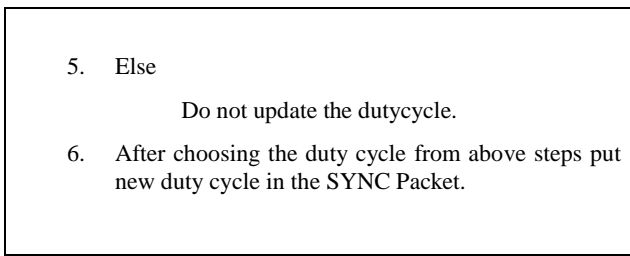 5. Else
Do not update the dutycycle.
6. After choosing the duty cycle from above steps put
new duty cycle in the SYNC Packet.